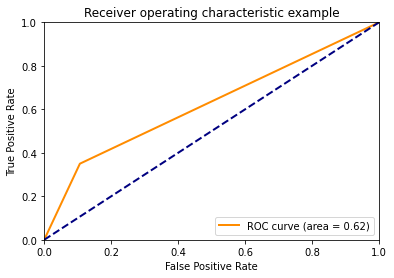 Receiver operating characteristic example
1.0
0.8
0.6
0.4
0.2
0.0
True Positive Rate
ROC curve (area = 0.62)
0.0 0.2 0.4 0.6 0.8 1.0
False Positive Rate